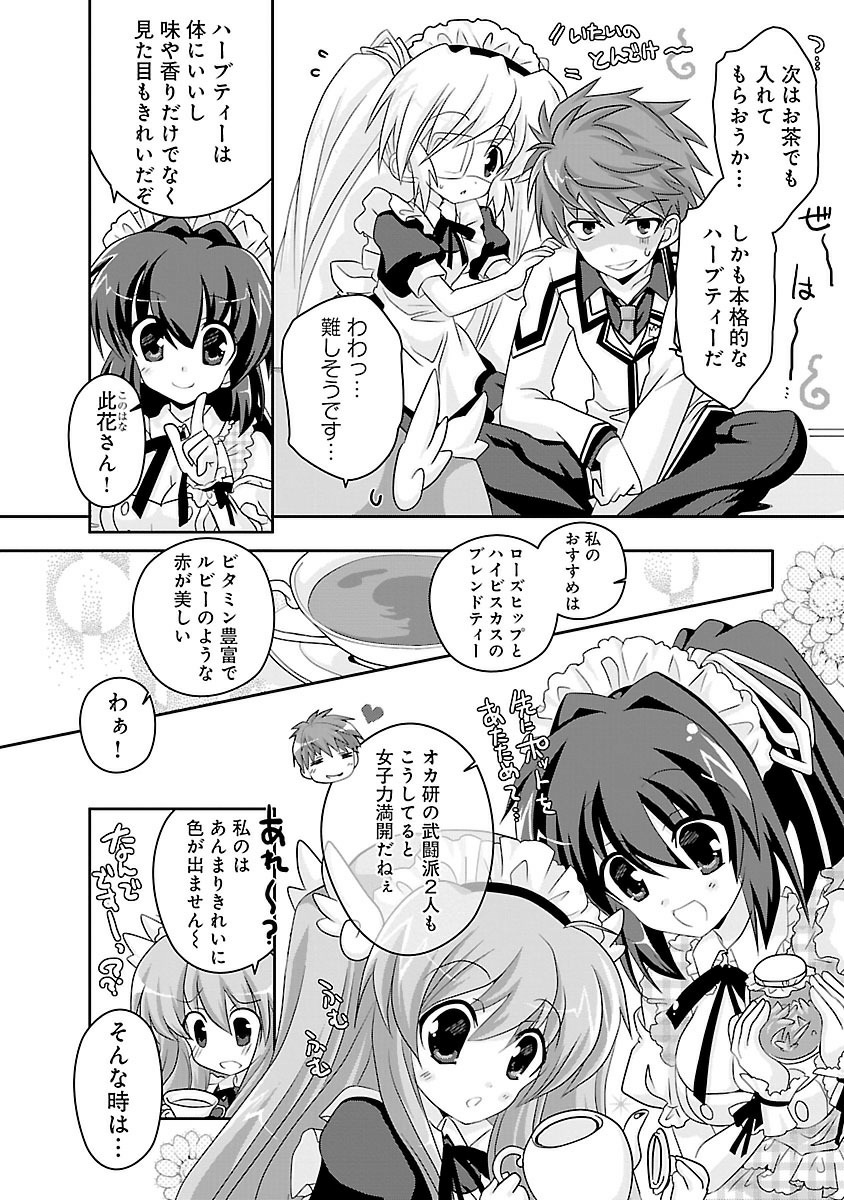 次はお茶でも
入れて
もらおうか…
しかも本格的な
ハーブティーだ
ぜー
はー
いたいの
とんどけ〜
わわっ…
難しそうです…
ハーブティーは
体にいいし
味や香りだけでなく
見た目もきれいだぞ
此花さん!
このはな
私の
おすすめは
ローズヒップと
ハイビスカスの
ブレンドティー
ビタミン豊富で
ルビーのような
赤が美しい
わぁ!
先にポットを
あたためて…
オカ研の武闘派2人も
こうしてると
女子力満開だねぇ
ふむ
ふむ
あれ〜?
私のは
あんまりきれいに
色が出ません〜
なんで
ですーっ??
そんな時は…